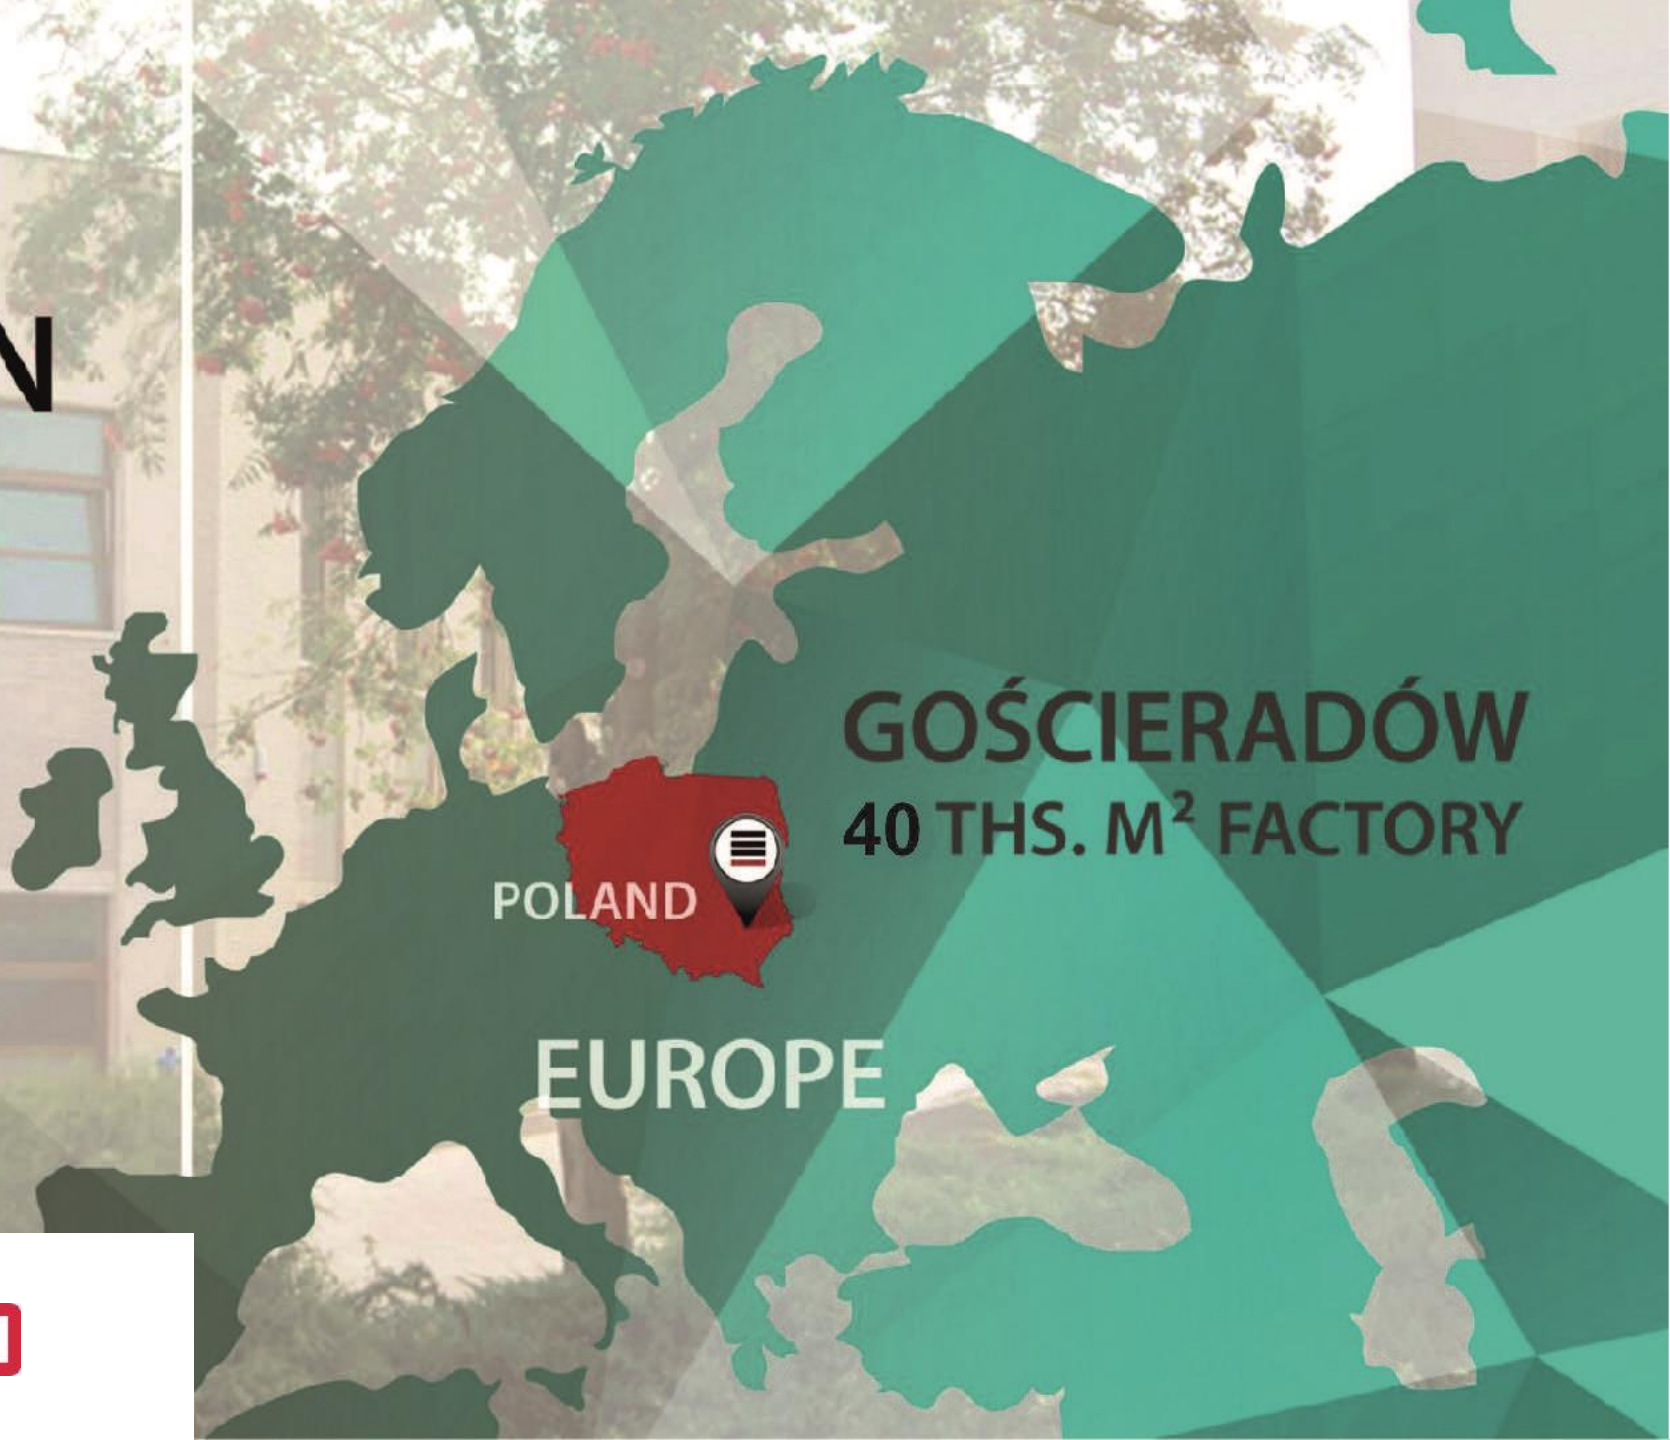 N
GOŚCIERADÓW
40 THS. M² FACTORY
POLAND
EUROPE